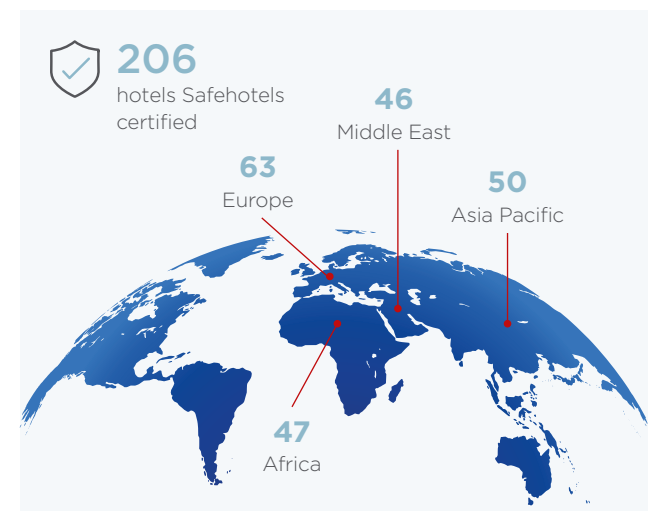 206
hotels Safehotels
certified
46
Middle East
63
Europe
50
Asia Pacific
47
Africa